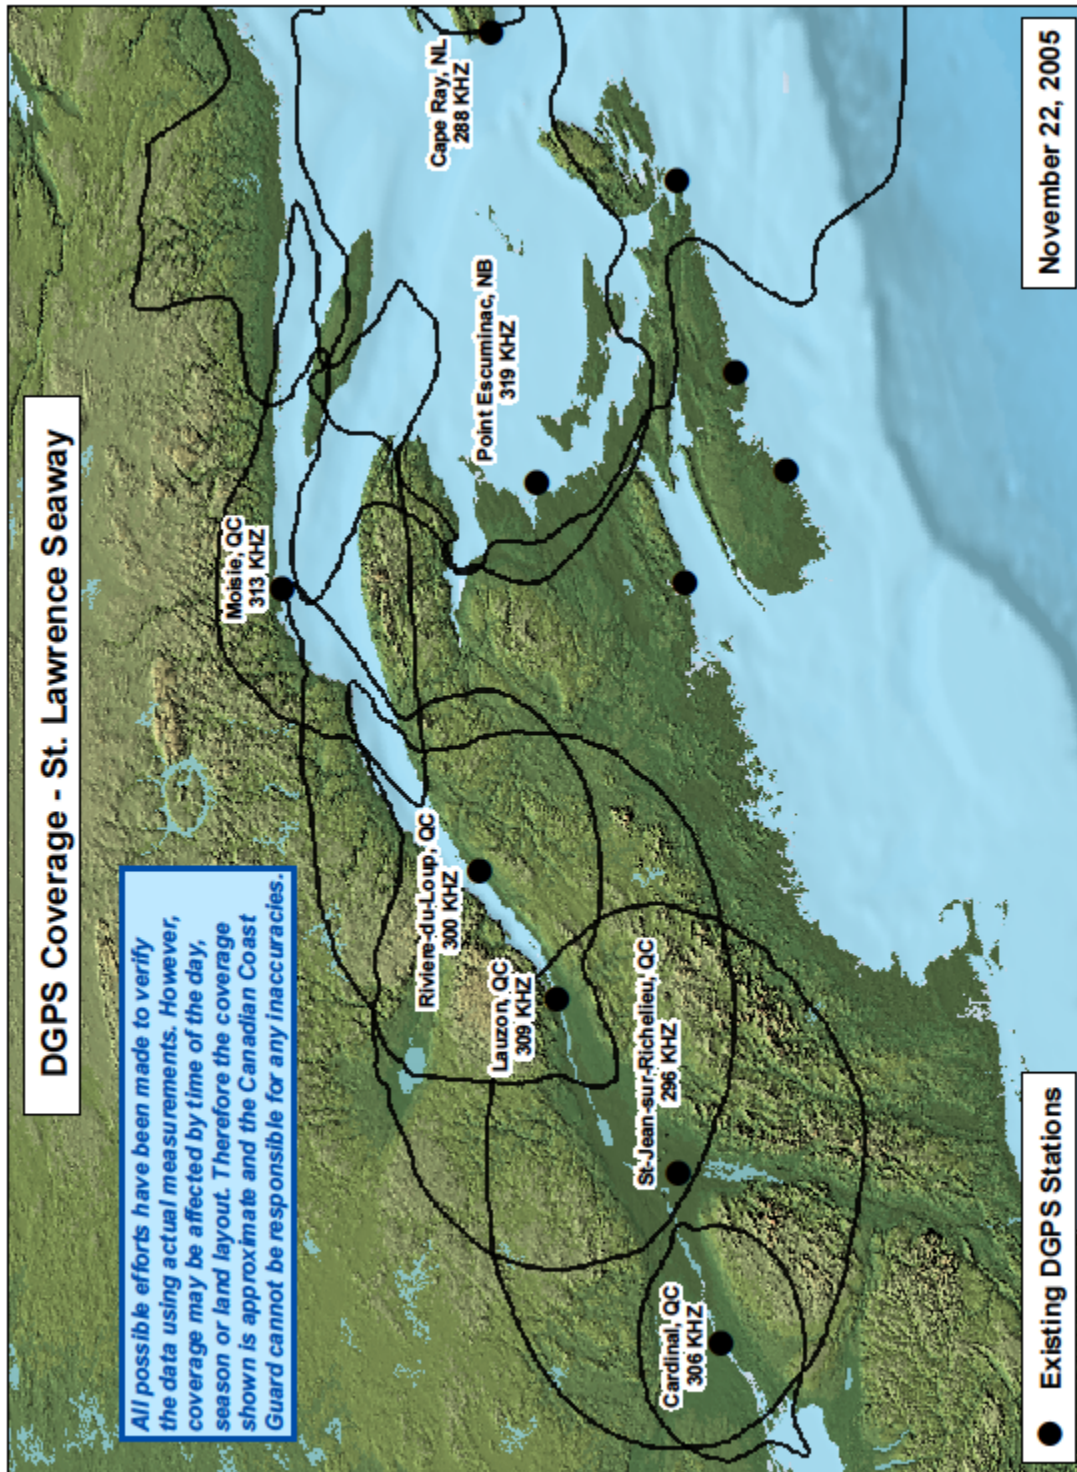 DGPS Coverage - St. Lawrence Seaway
All possible efforts have been made to verify
the data using actual measurements. However,
coverage may be affected by time of the day,
season or land layout. Therefore the coverage
shown is approximate and the Canadian Coast
Guard cannot be responsible for any inaccuracies.
Moisie, QC
313 KHZ
Cape Ray, NL
288 KHZ
Riviere-du-Loup, QC
300 KHZ
Point Escuminac, NB
319 KHZ
Lauzon, QC
309 KHZ
St-Jean-sur-Richelieu, QC
296 KHZ
Cardinal, QC
306 KHZ
Existing DGPS Stations
November 22, 2005